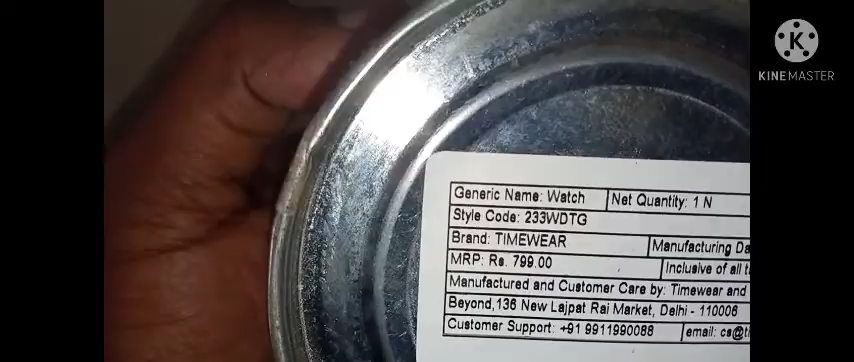 K
KINEMASTER
Generic Name: Watch Net Quantity: 1 N
Style Code: 233WDTG
Brand: TIMEWEAR Manufacturing Da
MRP: Rs. 799.00 Inclusive of all t
Manufactured and Customer Care by: Timewear and
Beyond,136 New Lajpat Rai Market, Delhi - 110006
Customer Support: +91 9911990088 email: cs@ti